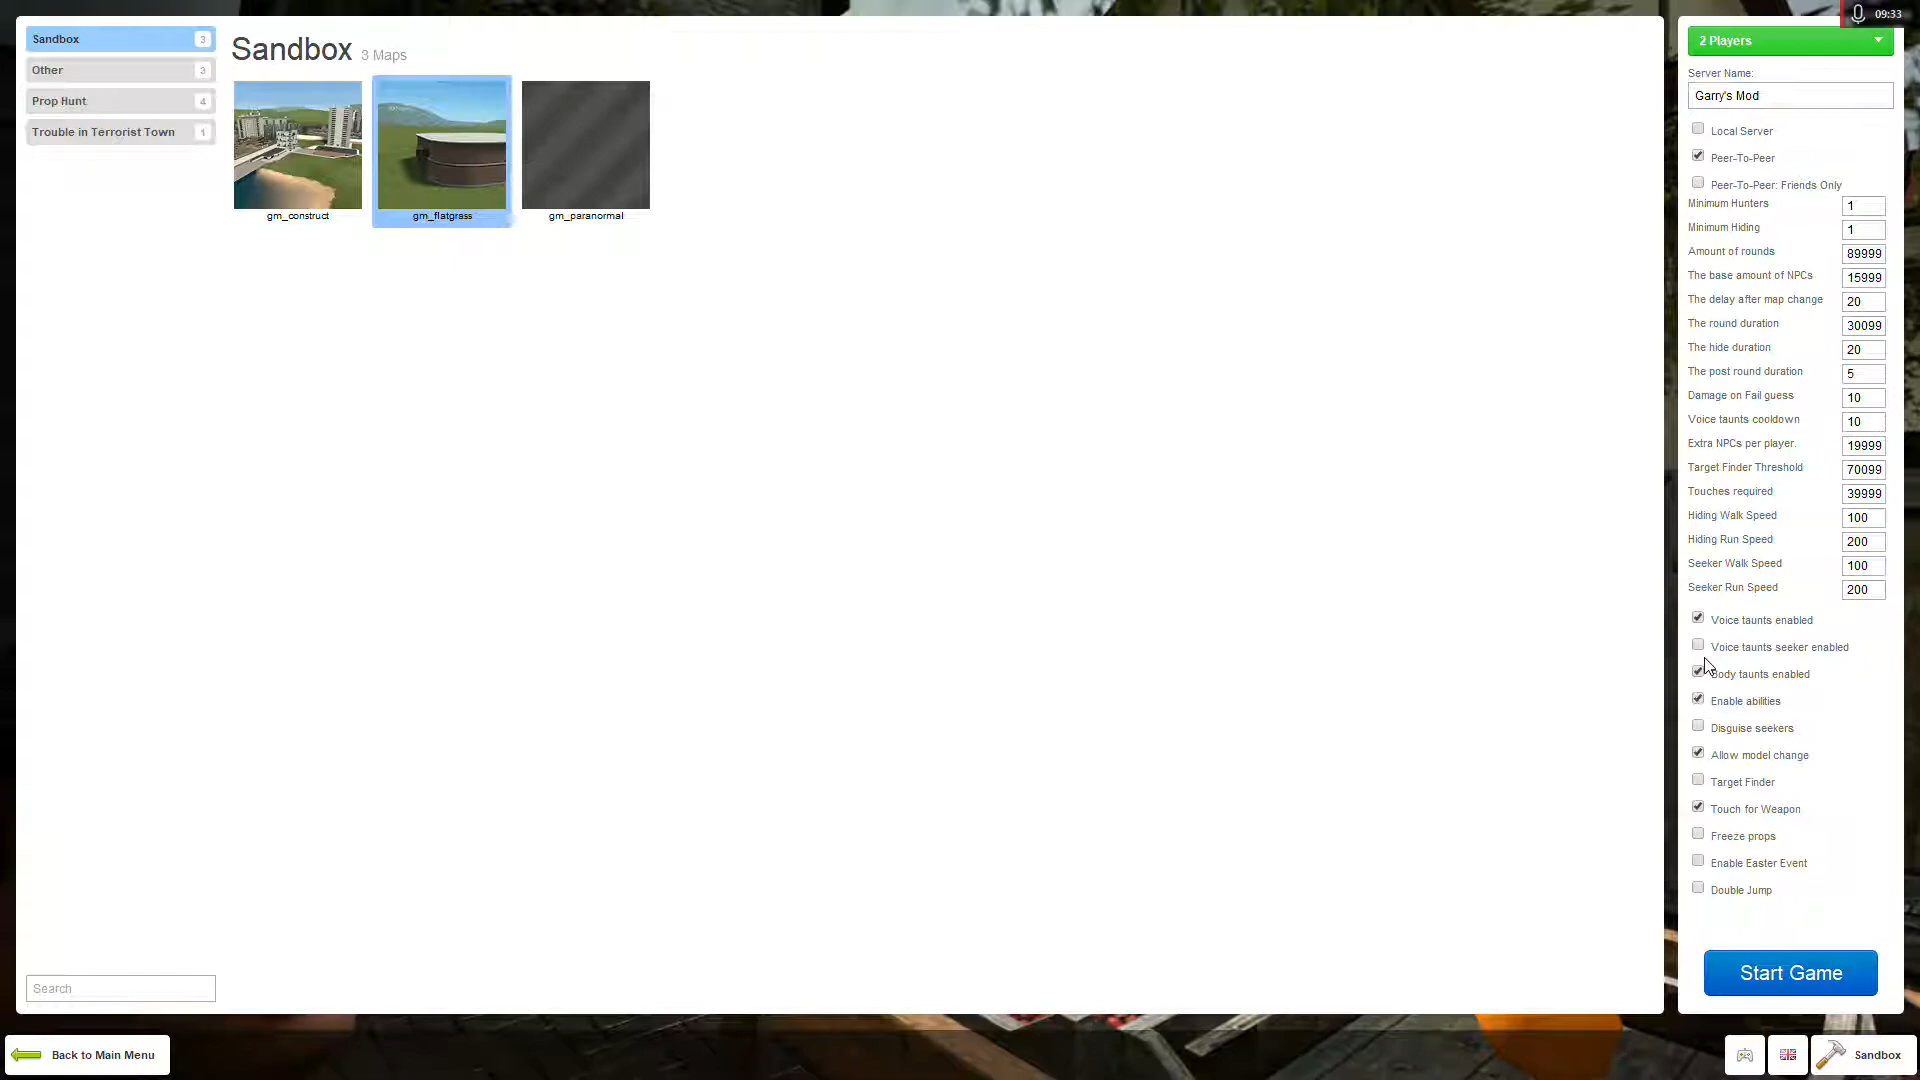 09:33
Sandbox 3
Other 3
Prop Hunt 4
Trouble in Terrorist Town 1
Sandbox 3 Maps
gm_construct
gm_flatgrass
gm_paranormal
Search
2 Players
Server Name:
Garry's Mod
Local Server
Peer-To-Peer
Peer-To-Peer: Friends Only
Minimum Hunters 1
Minimum Hiding 1
Amount of rounds 89999
The base amount of NPCs 15999
The delay after map change 20
The round duration 30099
The hide duration 20
The post round duration 5
Damage on Fail guess 10
Voice taunts cooldown 10
Extra NPCs per player. 19999
Target Finder Threshold 70099
Touches required 39999
Hiding Walk Speed 100
Hiding Run Speed 200
Seeker Walk Speed 100
Seeker Run Speed 200
Voice taunts enabled
Voice taunts seeker enabled
Body taunts enabled
Enable abilities
Disguise seekers
Allow model change
Target Finder
Touch for Weapon
Freeze props
Enable Easter Event
Double Jump
Start Game
Back to Main Menu
Sandbox